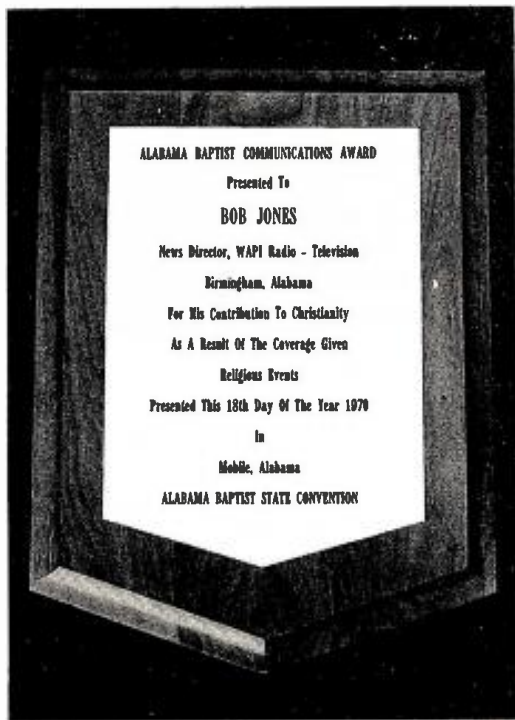 ALABAMA BAPTIST COMMUNICATIONS AWARD
Presented To
BOB JONES
News Director, WAPI Radio - Television
Birmingham, Alabama
For His Contribution To Christianity
As A Result Of The Coverage Given
Religious Events
Presented This 18th Day Of The Year 1970
In
Mobile, Alabama
ALABAMA BAPTIST STATE CONVENTION